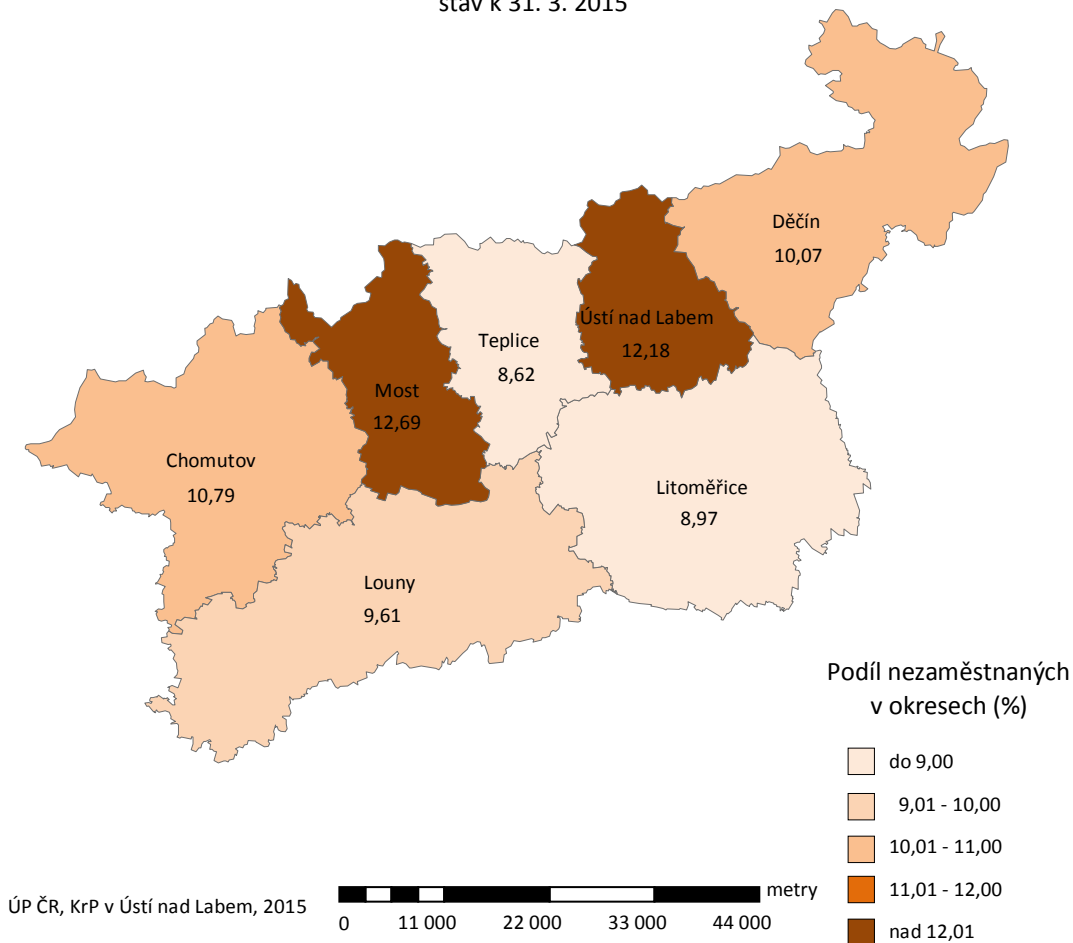 stav k 31. 3. 2015
Děčín
10,07
Ústí nad Labem
12,18
Teplice
8,62
Most
12,69
Chomutov
10,79
Litoměřice
8,97
Louny
9,61
Podíl nezaměstnaných
v okresech (%)
do 9,00
9,01 - 10,00
10,01 - 11,00
11,01 - 12,00
nad 12,01
metry
0 11 000 22 000 33 000 44 000
ÚP ČR, KrP v Ústí nad Labem, 2015